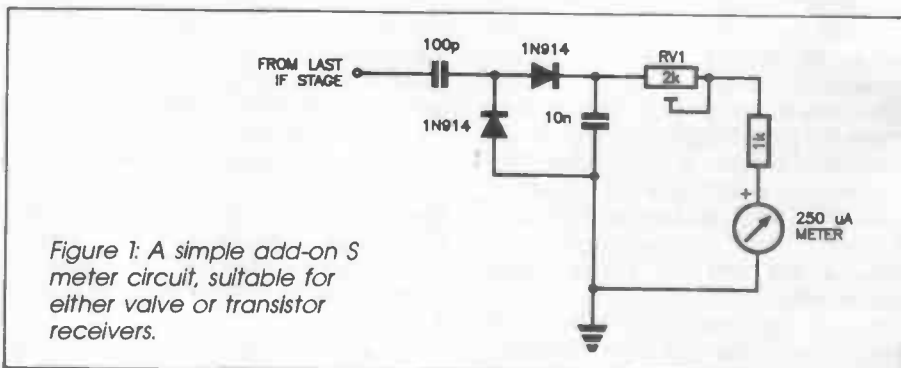 FROM LAST
IF STAGE
100p
1N914
1N914
10n
RV1
2k
1k
+
250 uA
METER
Figure 1: A simple add-on S
meter circuit, suitable for
either valve or transistor
receivers.